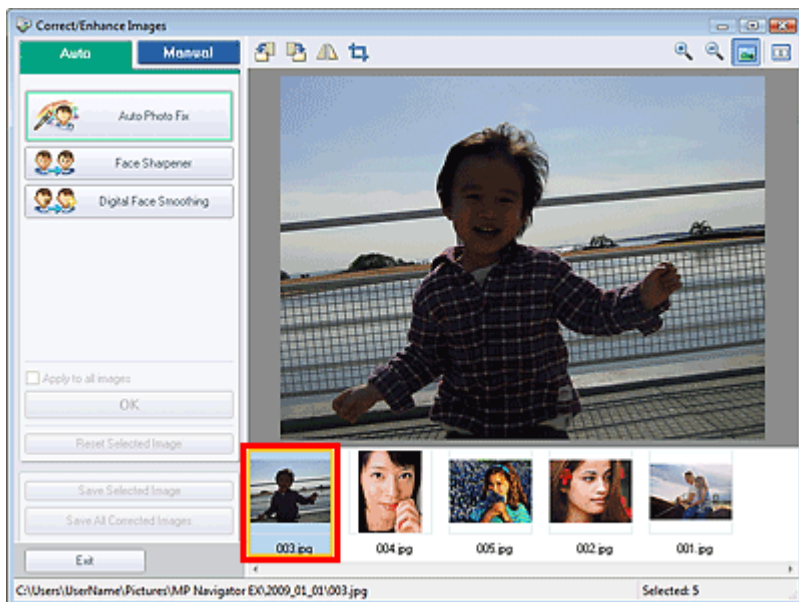 Correct/Enhance Images
Auto
Manual
Auto Photo Fix
Face Sharpener
Digital Face Smoothing
Apply to all images
OK
Reset Selected Image
Save Selected Image
Save All Corrected Images
Exit
003.jpg
004.jpg
005.jpg
002.jpg
001.jpg
C:\Users\UserName\Pictures\MP Navigator EX\2009_01_01\003.jpg
Selected: 5